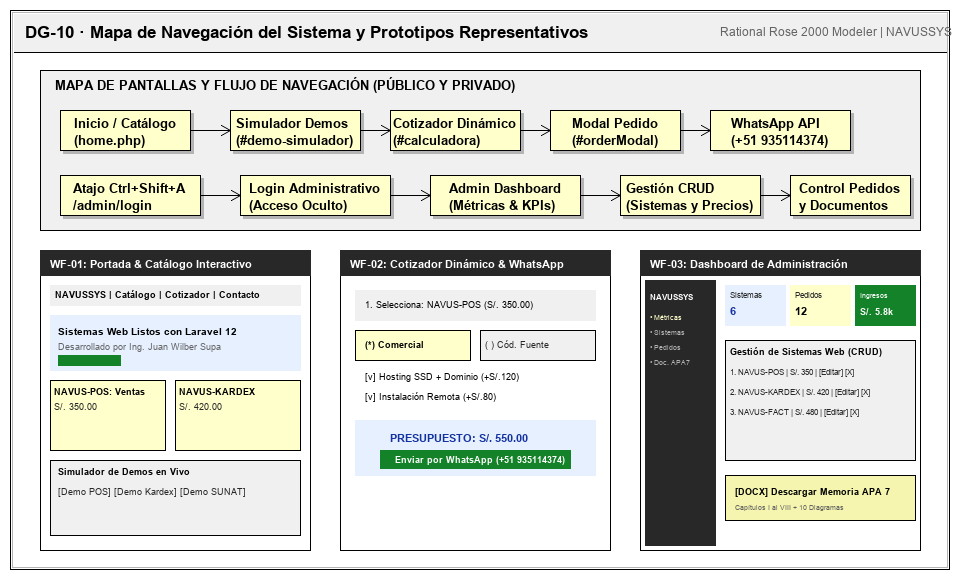 DG-10 · Mapa de Navegación del Sistema y Prototipos Representativos
Rational Rose 2000 Modeler | NAVUSSYS
MAPA DE PANTALLAS Y FLUJO DE NAVEGACIÓN (PÚBLICO Y PRIVADO)
Inicio / Catálogo
(home.php)
Simulador Demos
(#demo-simulador)
Cotizador Dinámico
(#calculadora)
Modal Pedido
(#orderModal)
WhatsApp API
(+51 935114374)
Atajo Ctrl+Shift+A
/admin/login
Login Administrativo
(Acceso Oculto)
Admin Dashboard
(Métricas & KPIs)
Gestión CRUD
(Sistemas y Precios)
Control Pedidos
y Documentos
WF-01: Portada & Catálogo Interactivo
NAVUSSYS | Catálogo | Cotizador | Contacto
Sistemas Web Listos con Laravel 12
Desarrollado por Ing. Juan Wilber Supa
NAVUS-POS: Ventas
S/. 350.00
NAVUS-KARDEX
S/. 420.00
Simulador de Demos en Vivo
[Demo POS] [Demo Kardex] [Demo SUNAT]
WF-02: Cotizador Dinámico & WhatsApp
1. Selecciona: NAVUS-POS (S/. 350.00)
(*) Comercial
( ) Cód. Fuente
[v] Hosting SSD + Dominio (+S/.120)
[v] Instalación Remota (+S/.80)
PRESUPUESTO: S/. 550.00
Enviar por WhatsApp (+51 935114374)
WF-03: Dashboard de Administración
NAVUSSYS
• Métricas
• Sistemas
• Pedidos
• Doc. APA7
Sistemas
6
Pedidos
12
Ingresos
S/. 5.8k
Gestión de Sistemas Web (CRUD)
1. NAVUS-POS | S/. 350 | [Editar] [X]
2. NAVUS-KARDEX | S/. 420 | [Editar] [X]
3. NAVUS-FACT | S/. 480 | [Editar] [X]
[DOCX] Descargar Memoria APA 7
Capítulos I al VIII + 10 Diagramas